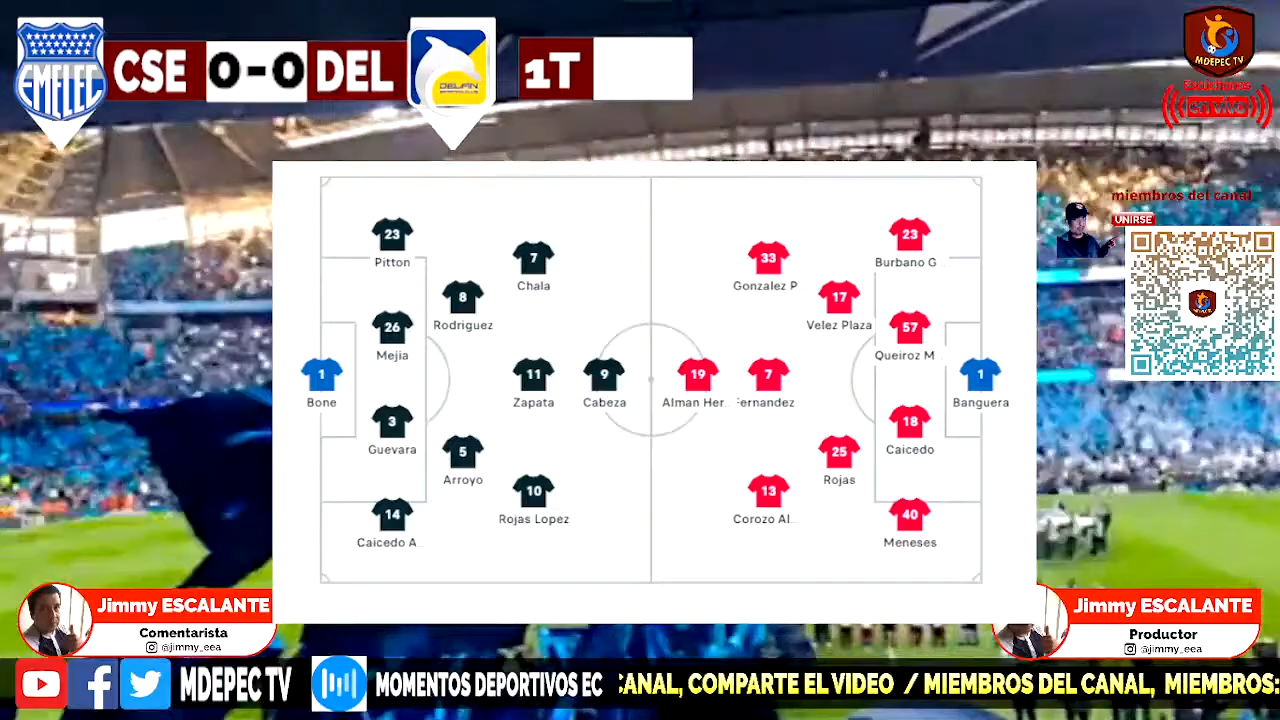 EMELEC
CSE 0-0 DEL
DELFIN
1T
MDEPEC TV
Escúchanos
en vivo
miembros del canal
UNIRSE
23
Pitton
7
Chala
33
Gonzalez P
23
Burbano G
8
Rodriguez
17
Velez Plaza
26
Mejia
57
Queiroz M
1
Bone
11
Zapata
9
Cabeza
19
Alman Her..
7
Fernandez
1
Banguera
3
Guevara
18
Caicedo
5
Arroyo
25
Rojas
10
Rojas Lopez
13
Corozo Al..
14
Caicedo A..
40
Meneses
Jimmy ESCALANTE
Comentarista
@jimmy_eea
Jimmy ESCALANTE
Productor
@jimmy_eea
MDEPEC TV
MOMENTOS DEPORTIVOS EC
CANAL, COMPARTE EL VIDEO / MIEMBROS DEL CANAL, MIEMBROS: